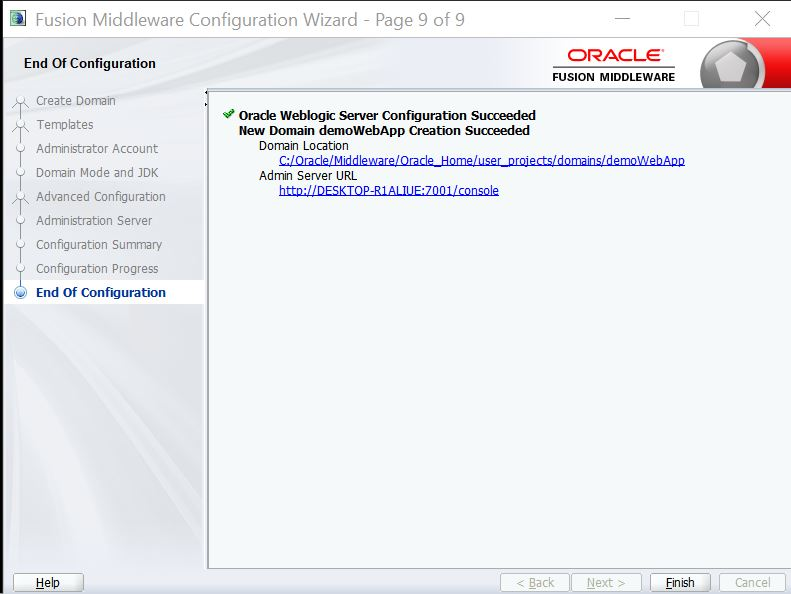 Fusion Middleware Configuration Wizard - Page 9 of 9
End Of Configuration
ORACLE
FUSION MIDDLEWARE
Create Domain
Templates
Administrator Account
Domain Mode and JDK
Advanced Configuration
Administration Server
Configuration Summary
Configuration Progress
End Of Configuration
Oracle Weblogic Server Configuration Succeeded
New Domain demoWebApp Creation Succeeded
Domain Location
C:/Oracle/Middleware/Oracle_Home/user_projects/domains/demoWebApp
Admin Server URL
http://DESKTOP-R1ALIUE:7001/console
Help
< Back
Next >
Finish
Cancel